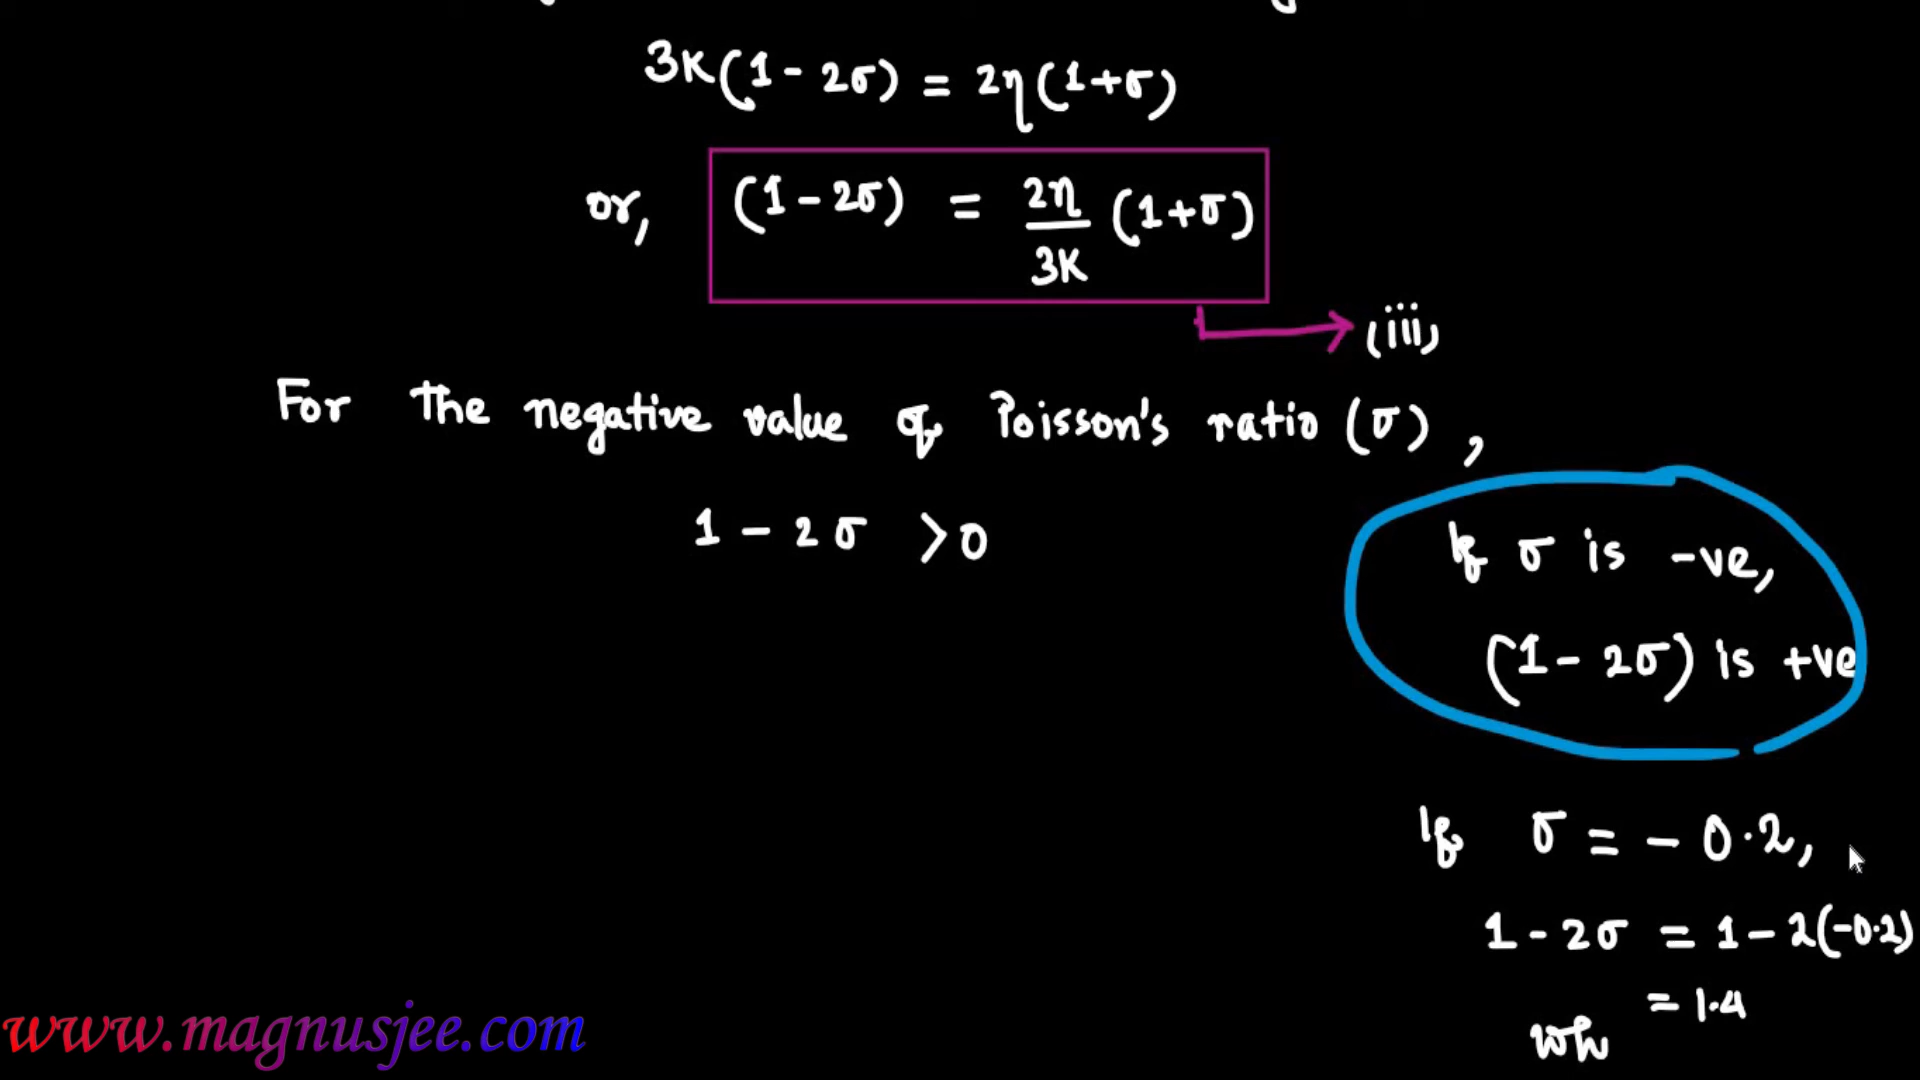 3K(1 - 2σ) = 2η(1+σ)
or, (1 - 2σ) = 2η/3K (1+σ)
(iii)
For the negative value of Poisson's ratio (σ),
1 - 2σ > 0
If σ is -ve,
(1 - 2σ) is +ve
If σ = - 0.2,
1 - 2σ = 1 - 2(-0.2)
= 1.4
wh
www.magnusjee.com